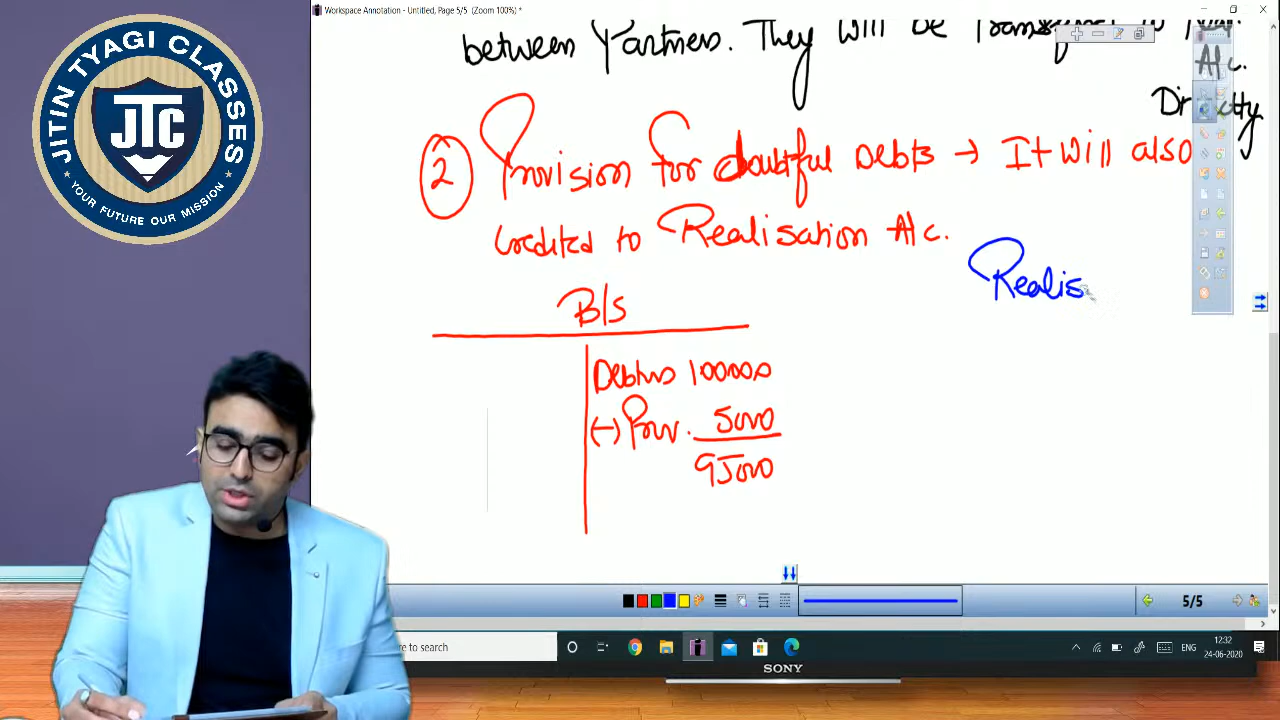 Workspace Annotation - Untitled, Page 5/5 (Zoom 100%) *
between Partners. They will be
A/c.
Directly
② Provision for doubtful Debts → It will also
credited to Realisation A/c.
Realis
B/S
Debtors 100000
(-) Prov. 5000
95000
JITIN TYAGI CLASSES
JTC
YOUR FUTURE OUR MISSION
5/5
re to search
ENG
12:32
24-06-2020
SONY